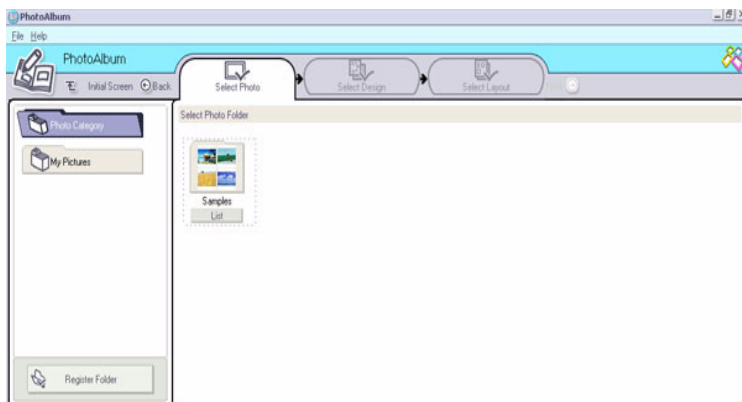 PhotoAlbum
File Help
PhotoAlbum
Initial Screen Back
Select Photo
Select Design
Select Layout
Photo Category
My Pictures
Select Photo Folder
Samples
List
Register Folder